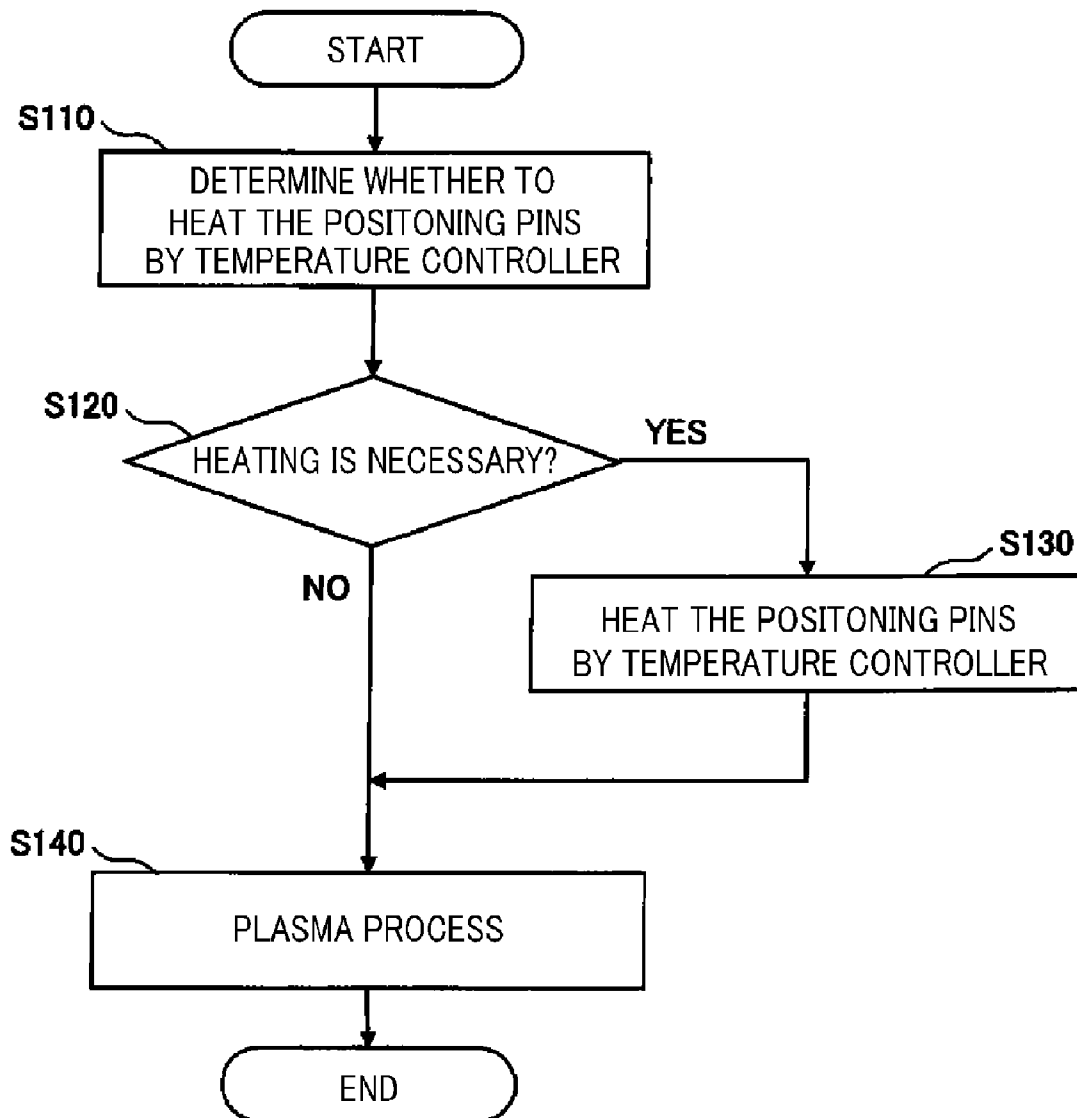 START
S110
DETERMINE WHETHER TO
HEAT THE POSITONING PINS
BY TEMPERATURE CONTROLLER
S120
HEATING IS NECESSARY?
YES
NO
S130
HEAT THE POSITONING PINS
BY TEMPERATURE CONTROLLER
S140
PLASMA PROCESS
END